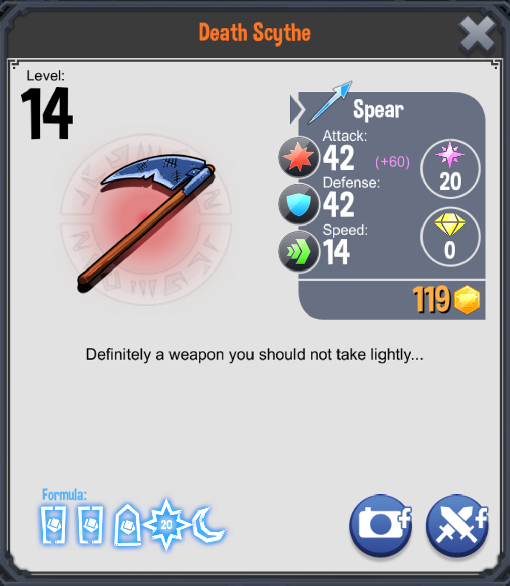 Death Scythe
Level:
14
Spear
Attack:
42 (+60)
Defense:
42
Speed:
14
20
0
119
Definitely a weapon you should not take lightly...
Formula:
20
f
f